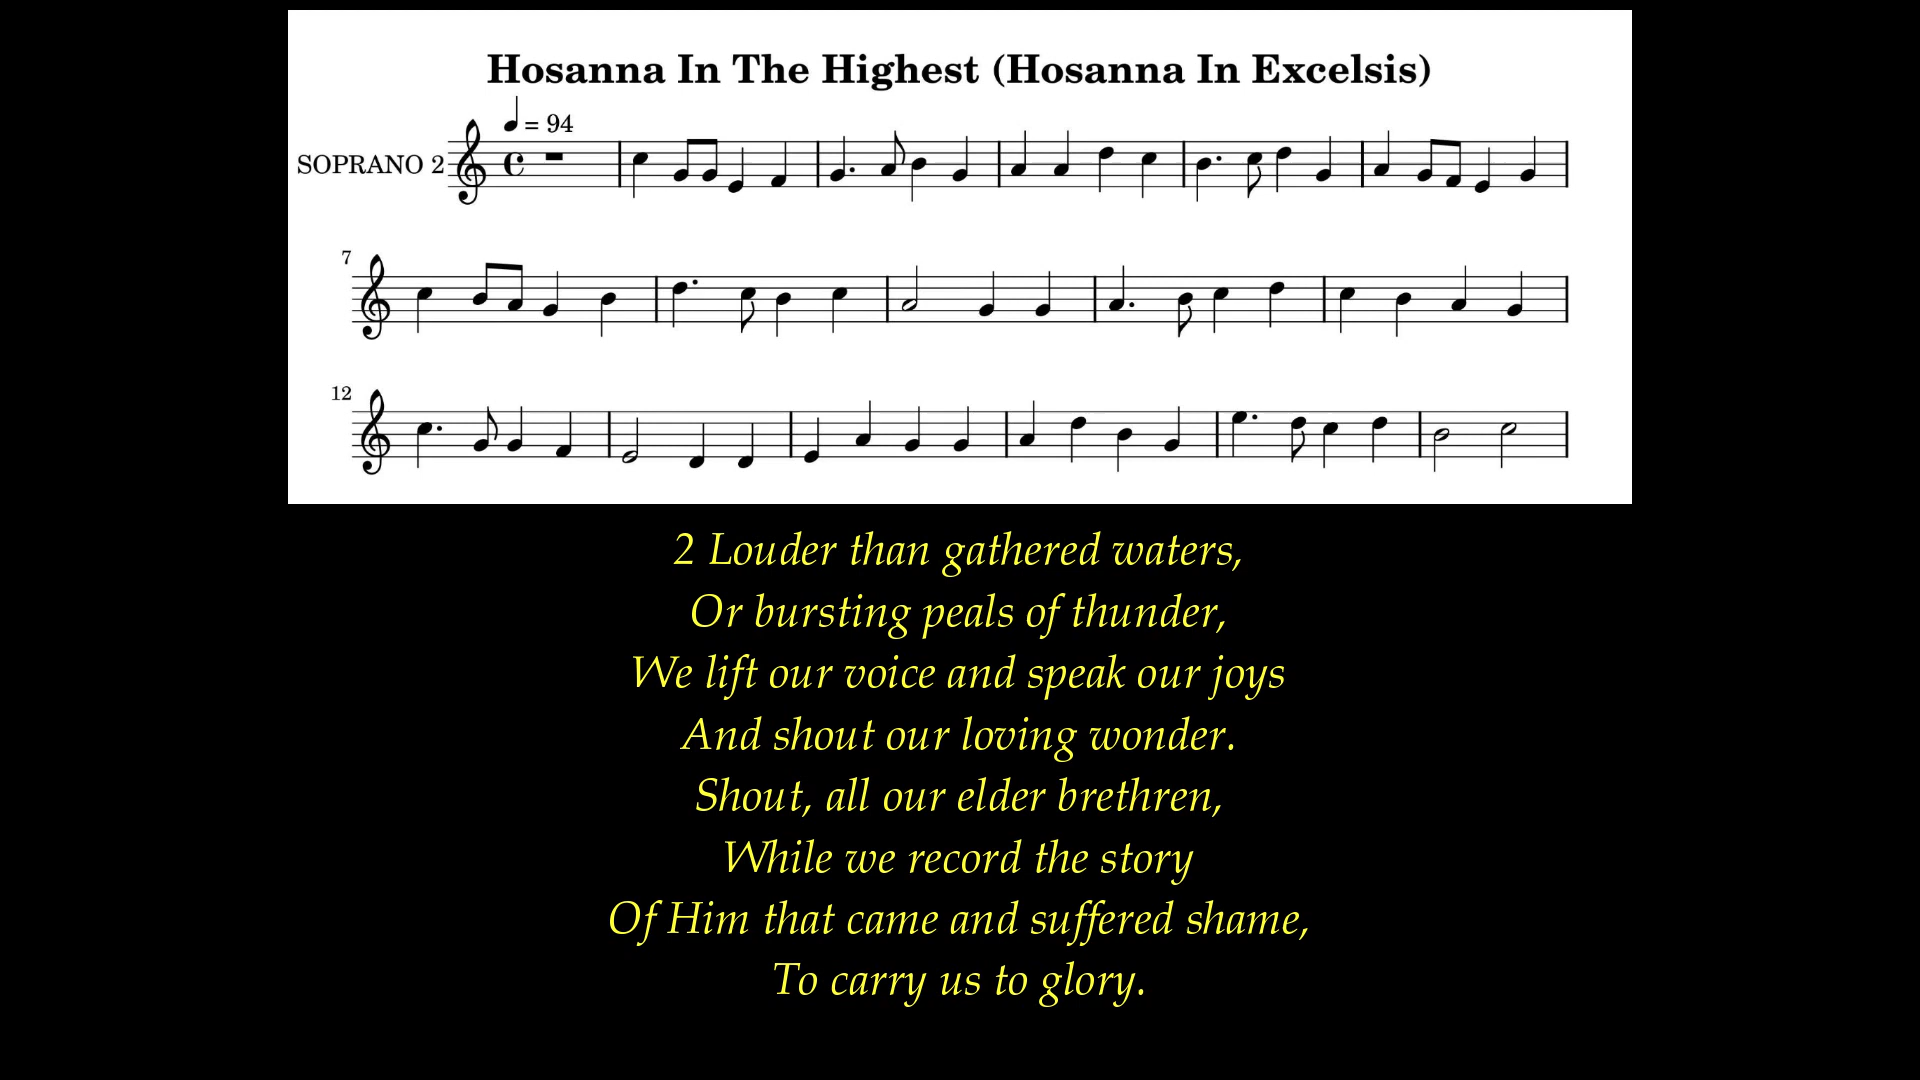 Hosanna In The Highest (Hosanna In Excelsis)
= 94
SOPRANO 2
7
12
2 Louder than gathered waters,
Or bursting peals of thunder,
We lift our voice and speak our joys
And shout our loving wonder.
Shout, all our elder brethren,
While we record the story
Of Him that came and suffered shame,
To carry us to glory.